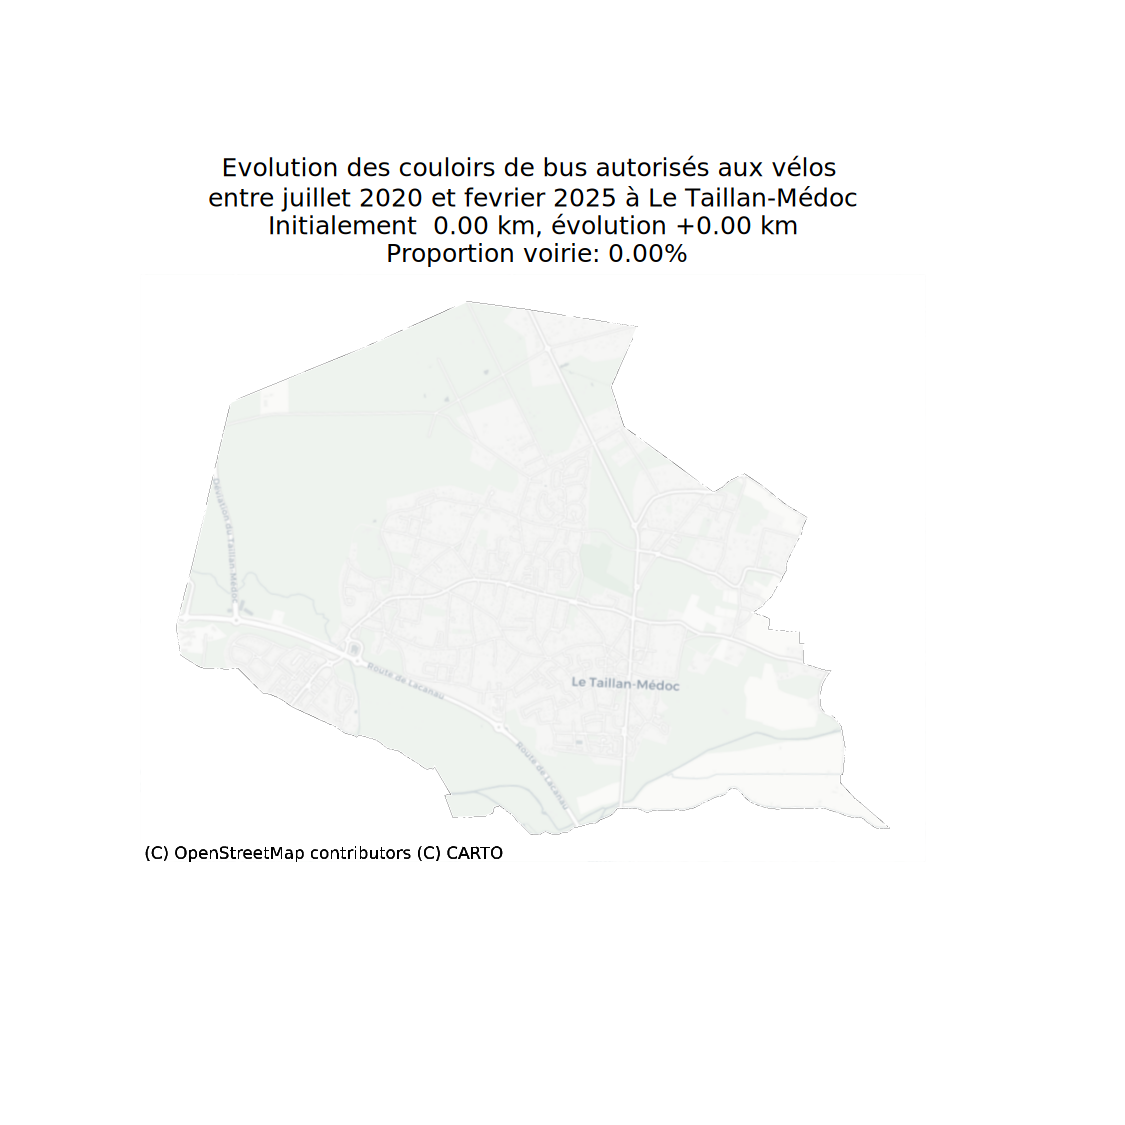 Evolution des couloirs de bus autorisés aux vélos
entre juillet 2020 et fevrier 2025 à Le Taillan-Médoc
Initialement  0.00 km, évolution +0.00 km
Proportion voirie: 0.00%
Déviation du Taillan-Médoc
Route de Lacanau
Le Taillan-Médoc
Route de Lacanau
(C) OpenStreetMap contributors (C) CARTO